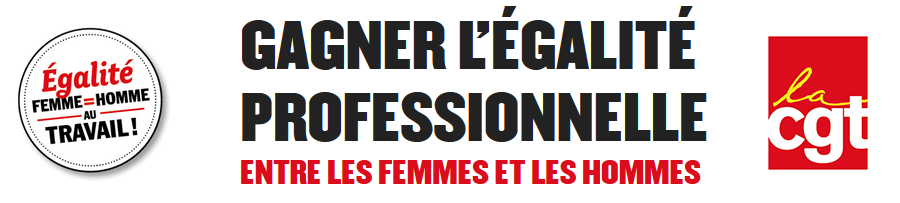 Égalité
FEMME=HOMME
AU
TRAVAIL!
GAGNER L'ÉGALITÉ
PROFESSIONNELLE
ENTRE LES FEMMES ET LES HOMMES
la
cgt